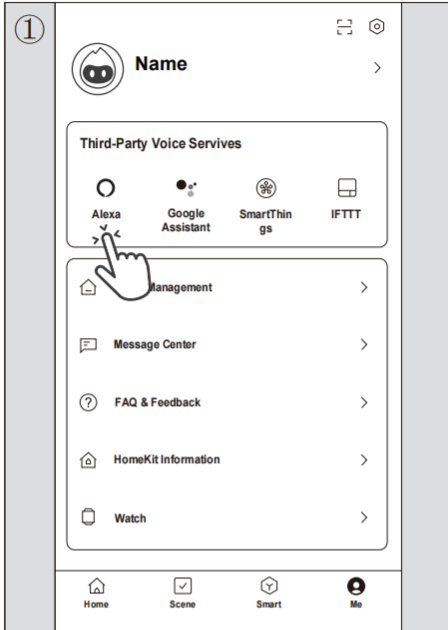 ①
Name
Third-Party Voice Servives
Alexa
Google Assistant
SmartThin gs
IFTTT
Management
Message Center
FAQ & Feedback
HomeKit Information
Watch
Home
Scene
Smart
Me